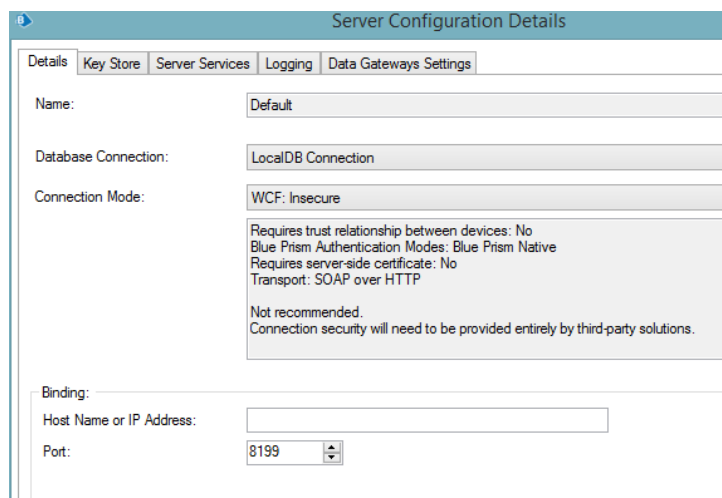 Server Configuration Details
Details Key Store Server Services Logging Data Gateways Settings
Name: Default
Database Connection: LocalDB Connection
Connection Mode: WCF: Insecure
Requires trust relationship between devices: No
Blue Prism Authentication Modes: Blue Prism Native
Requires server-side certificate: No
Transport: SOAP over HTTP
Not recommended.
Connection security will need to be provided entirely by third-party solutions.
Binding:
Host Name or IP Address:
Port: 8199